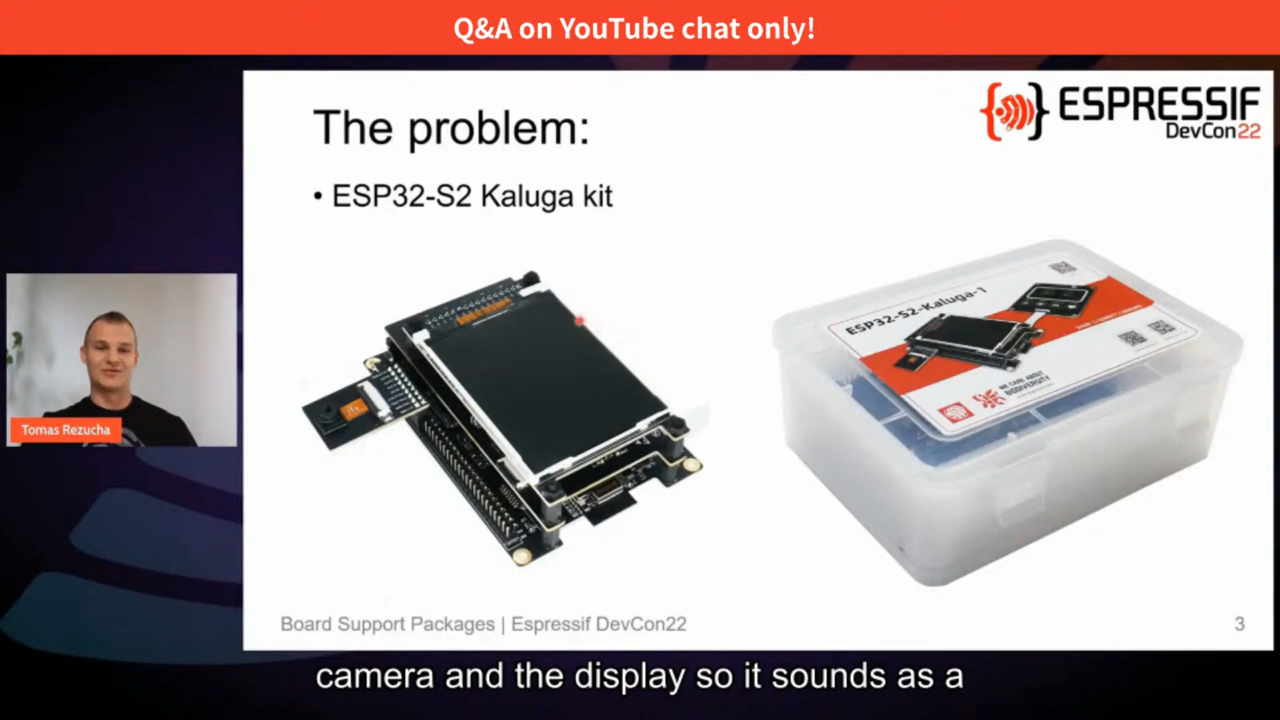 Q&A on YouTube chat only!
ESPRESSIF
DevCon22
The problem:
• ESP32-S2 Kaluga kit
ESP32-S2-Kaluga-1
WE CARE ABOUT
BIODIVERSITY
Tomas Rezucha
Board Support Packages | Espressif DevCon22
3
camera and the display so it sounds as a